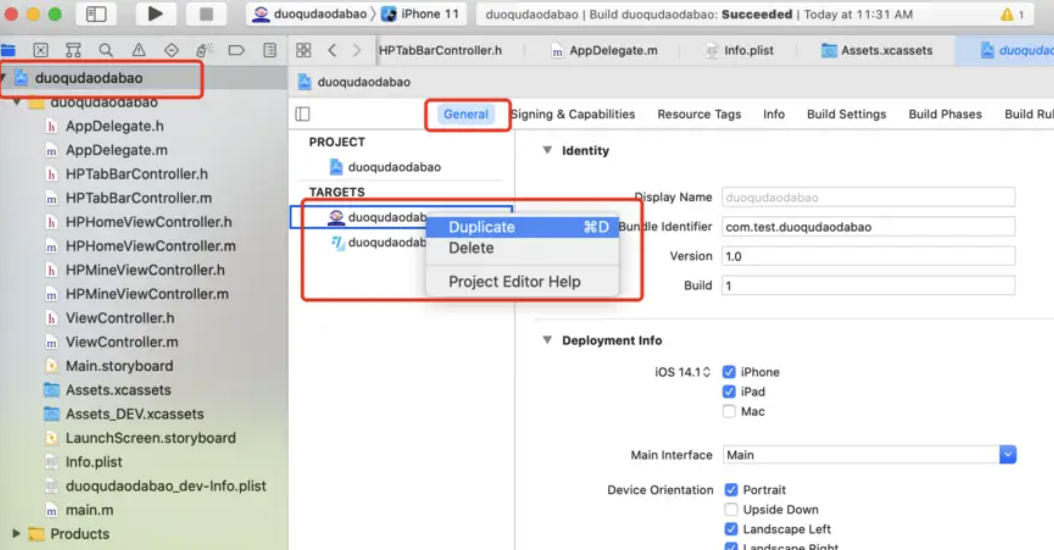 duoqudaodabao
iPhone 11
duoqudaodabao | Build duoqudaodabao: Succeeded | Today at 11:31 AM
1
HPTabBarController.h
AppDelegate.m
Info.plist
Assets.xcassets
duoqudao
duoqudaodabao
duoqudaodabao
General
Signing & Capabilities
Resource Tags
Info
Build Settings
Build Phases
Build Ru
duoqudaodabao
AppDelegate.h
AppDelegate.m
HPTabBarController.h
HPTabBarController.m
HPHomeViewController.h
HPHomeViewController.m
HPMineViewController.h
HPMineViewController.m
ViewController.h
ViewController.m
Main.storyboard
Assets.xcassets
Assets_DEV.xcassets
LaunchScreen.storyboard
Info.plist
duoqudaodabao_dev-Info.plist
main.m
Products
PROJECT
duoqudaodabao
TARGETS
duoqudaodab
duoqudaodab
Duplicate ⌘D
Delete
Project Editor Help
Identity
Display Name duoqudaodabao
Bundle Identifier com.test.duoqudaodabao
Version 1.0
Build 1
Deployment Info
iOS 14.1 iPhone
iPad
Mac
Main Interface Main
Device Orientation Portrait
Upside Down
Landscape Left
Landscape Right